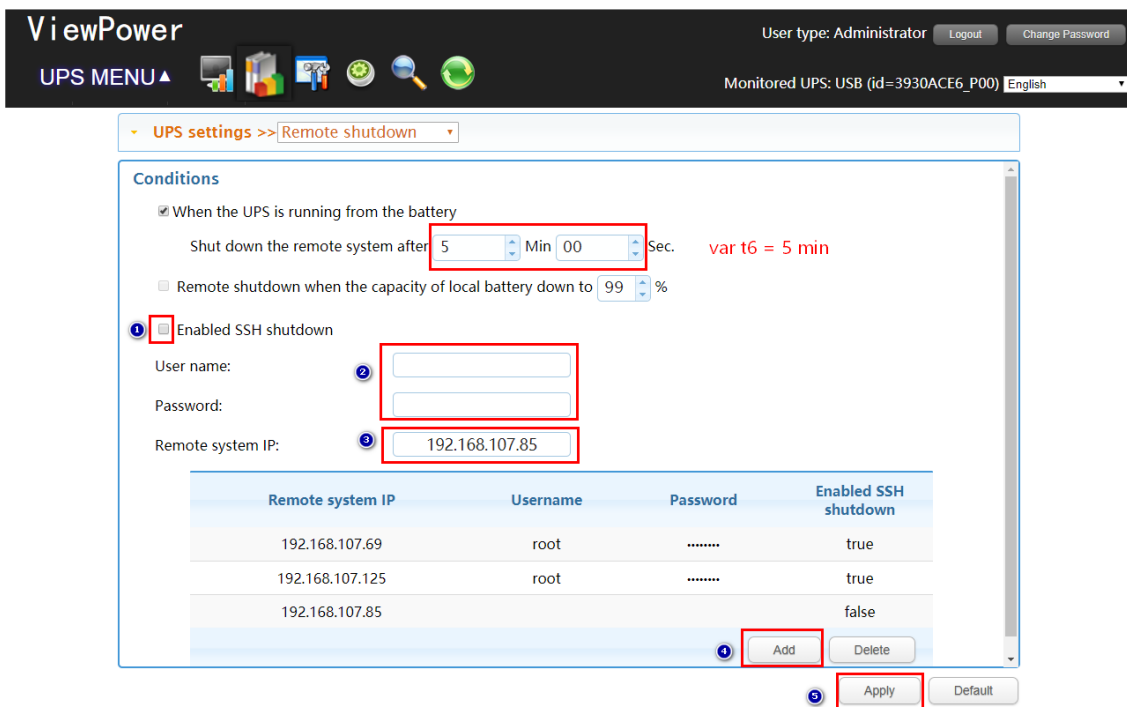 ViewPower
User type: Administrator Logout Change Password
UPS MENU▲
Monitored UPS: USB (id=3930ACE6_P00) English
UPS settings >> Remote shutdown
Conditions
When the UPS is running from the battery
Shut down the remote system after 5 Min 00 Sec. var t6 = 5 min
Remote shutdown when the capacity of local battery down to 99 %
1 Enabled SSH shutdown
User name:
2
Password:
Remote system IP: 3 192.168.107.85
Remote system IP Username Password Enabled SSH shutdown
192.168.107.69 root •••••••• true
192.168.107.125 root •••••••• true
192.168.107.85 false
4 Add Delete
5 Apply Default